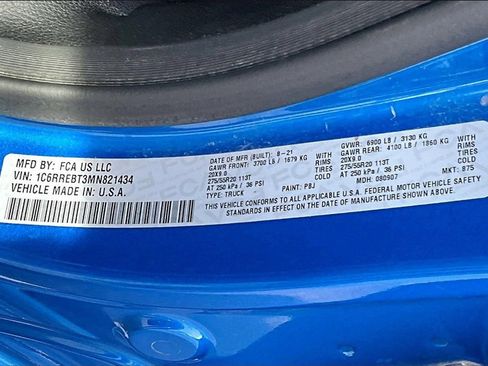 MFD BY: FCA US LLC
VIN: 1C6RREBT3MN821434
VEHICLE MADE IN: U.S.A.
DATE OF MFR (BUILT): 8-21
GAWR FRONT: 3700 LB / 1679 KG
20X9.0
275/55R20 113T
AT 250 kPa / 36 PSI
TYPE: TRUCK
WITH
TIRES
RIMS
COLD
PAINT: PBJ
GVWR: 6900 LB / 3130 KG
GAWR REAR: 4100 LB / 1860 KG
20X9.0
275/55R20 113T
AT 250 kPa / 36 PSI
MDH: 080907
WITH
TIRES
RIMS
COLD
MKT: 875
THIS VEHICLE CONFORMS TO ALL APPLICABLE FEDERAL MOTOR VEHICLE SAFETY
STANDARDS IN EFFECT ON THE DATE OF MANUFACTURE SHOWN ABOVE.